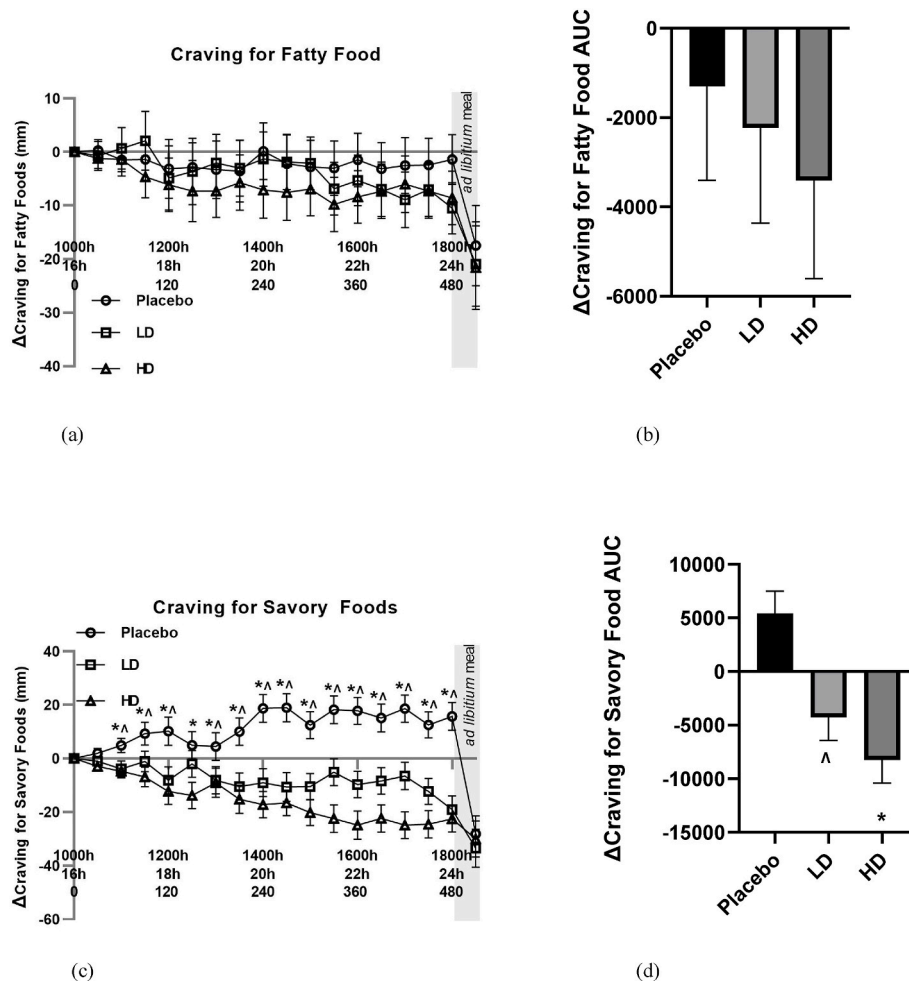 Craving for Fatty Food
ΔCraving for Fatty Foods (mm)
10
0
-10
-20
-30
-40
1000h 1200h 1400h 1600h 1800h
16h 18h 20h 22h 24h
0 120 240 360 480
Placebo
LD
HD
ad libitium meal
(a)
ΔCraving for Fatty Food AUC
0
-2000
-4000
-6000
Placebo
LD
HD
(b)
Craving for Savory Foods
ΔCraving for Savory Foods (mm)
Placebo
LD
HD
40
20
0
-20
-40
-60
*^ *^ *^ * *^ *^ *^ *^ *^ *^ *^ *^ *^ *^ *^
1000h 1200h 1400h 1600h 1800h
16h 18h 20h 22h 24h
0 120 240 360 480
ad libitium meal
(c)
ΔCraving for Savory Food AUC
10000
5000
0
-5000
-10000
-15000
^
*
Placebo
LD
HD
(d)